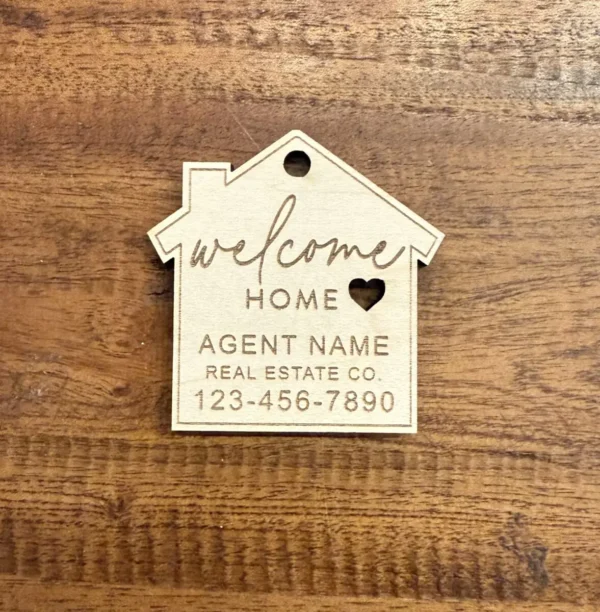 welcome
HOME
AGENT NAME
REAL ESTATE CO.
123-456-7890